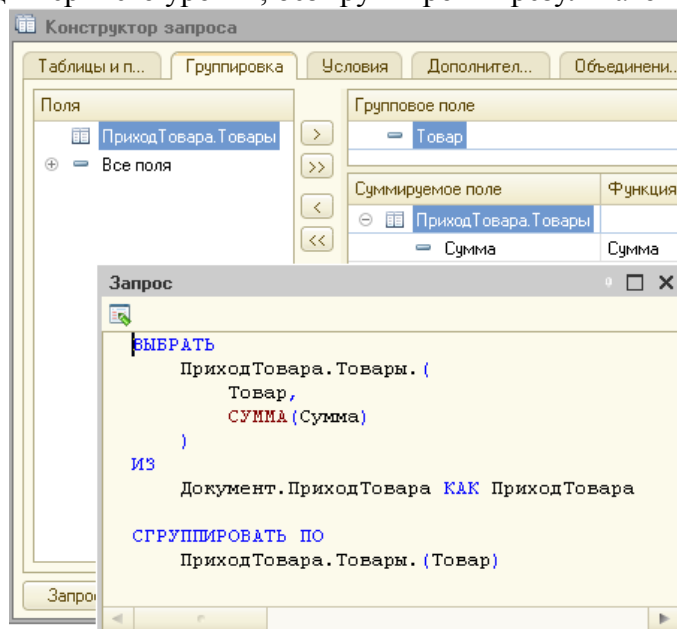 Конструктор запроса
Таблицы и п... Группировка Условия Дополнител... Объединени..
Поля
ПриходТовара.Товары
Все поля
>
>>
<
<<
Групповое поле
Товар
Суммируемое поле Функция
ПриходТовара.Товары
Сумма Сумма
Запрос
ВЫБРАТЬ
ПриходТовара.Товары.(
Товар,
СУММА(Сумма)
)
ИЗ
Документ.ПриходТовара КАК ПриходТовара
СГРУППИРОВАТЬ ПО
ПриходТовара.Товары.(Товар)